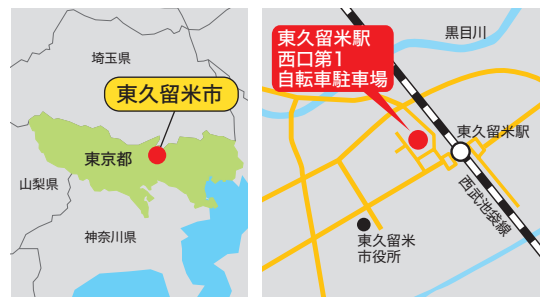 埼玉県
東久留米市
東京都
山梨県
神奈川県
東久留米駅
西口第1
自転車駐車場
黒目川
東久留米駅
西武池袋線
東久留米
市役所